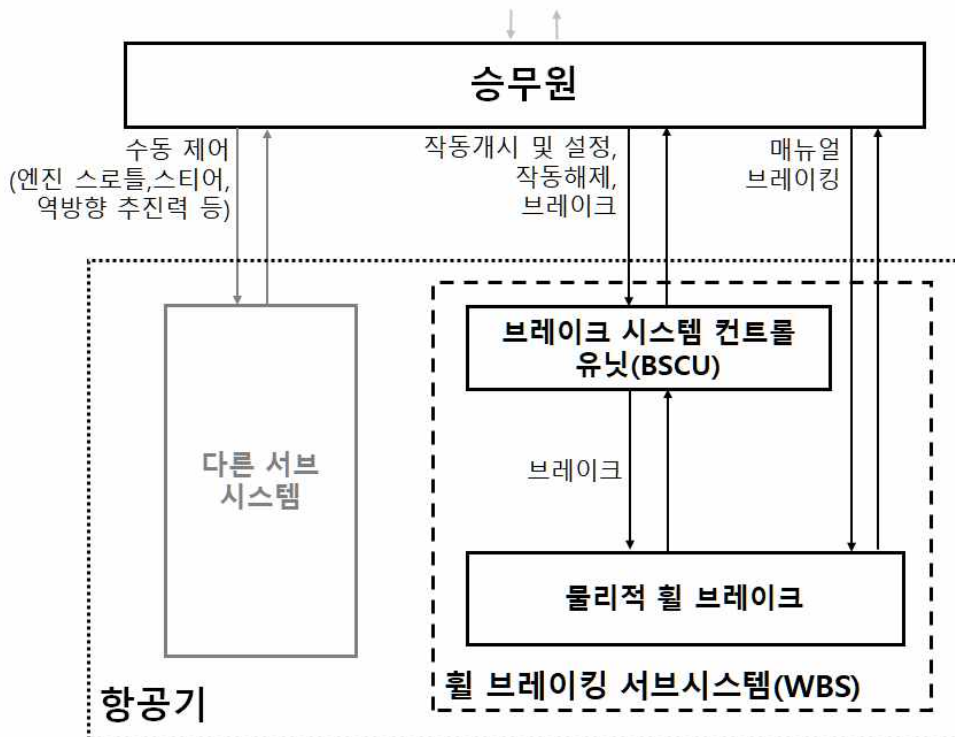 승무원
수동 제어
(엔진 스로틀,스티어,
역방향 추진력 등)
작동개시 및 설정,
작동해제,
브레이크
매뉴얼
브레이킹
브레이크 시스템 컨트롤
유닛(BSCU)
다른 서브
시스템
브레이크
물리적 휠 브레이크
휠 브레이킹 서브시스템(WBS)
항공기